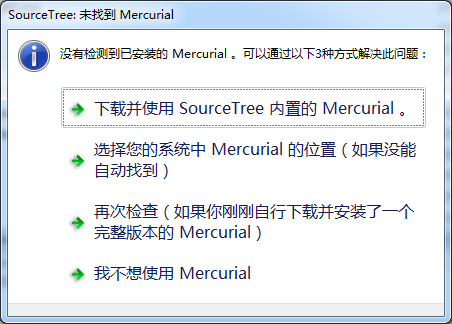 SourceTree: 未找到 Mercurial
没有检测到已安装的 Mercurial 。可以通过以下3种方式解决此问题：
下载并使用 SourceTree 内置的 Mercurial 。
选择您的系统中 Mercurial 的位置（如果没能
自动找到）
再次检查（如果你刚刚自行下载并安装了一个
完整版本的 Mercurial）
我不想使用 Mercurial